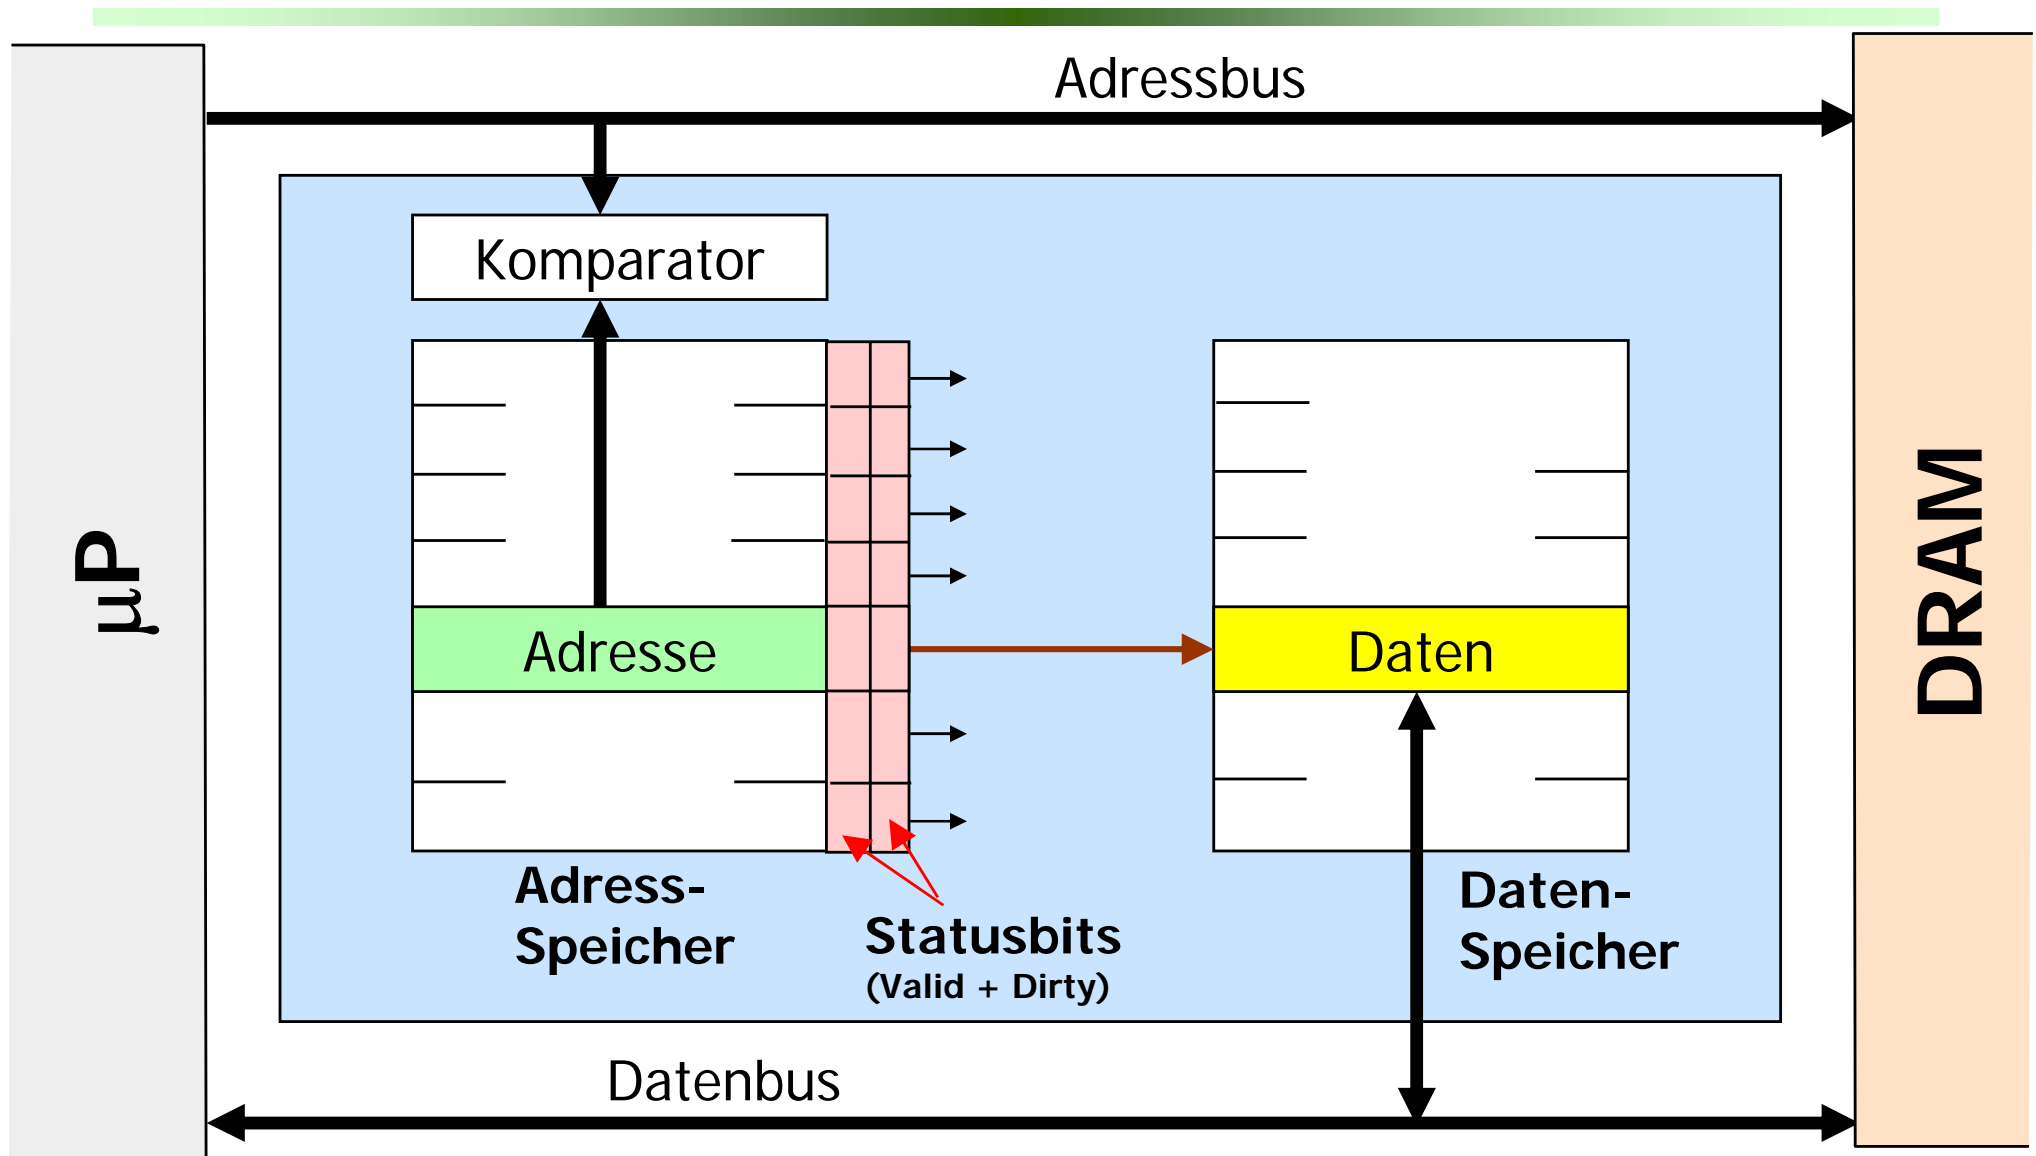 Adressbus
Komparator
µP
Adresse
Daten
DRAM
Adress-
Speicher
Statusbits
(Valid + Dirty)
Daten-
Speicher
Datenbus